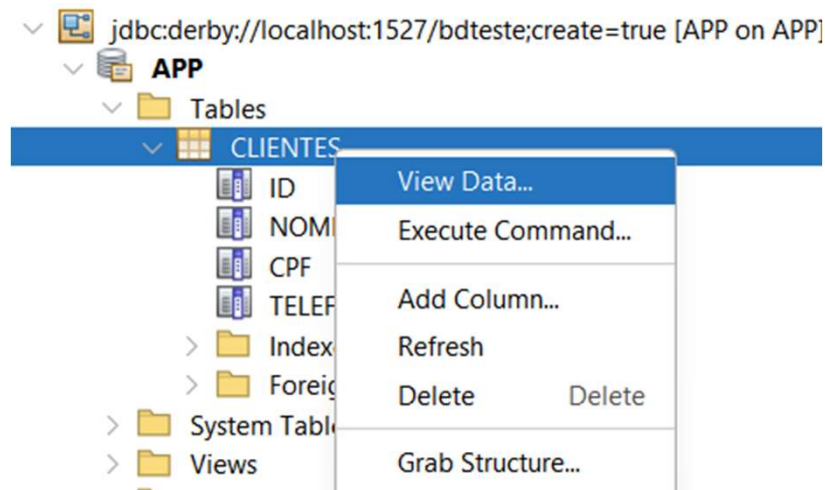 jdbc:derby://localhost:1527/bdteste;create=true [APP on APP]
APP
Tables
CLIENTES
ID
CPF
View Data...
Execute Command...
Add Column...
Refresh
Delete Delete
System
Views
Grab Structure...